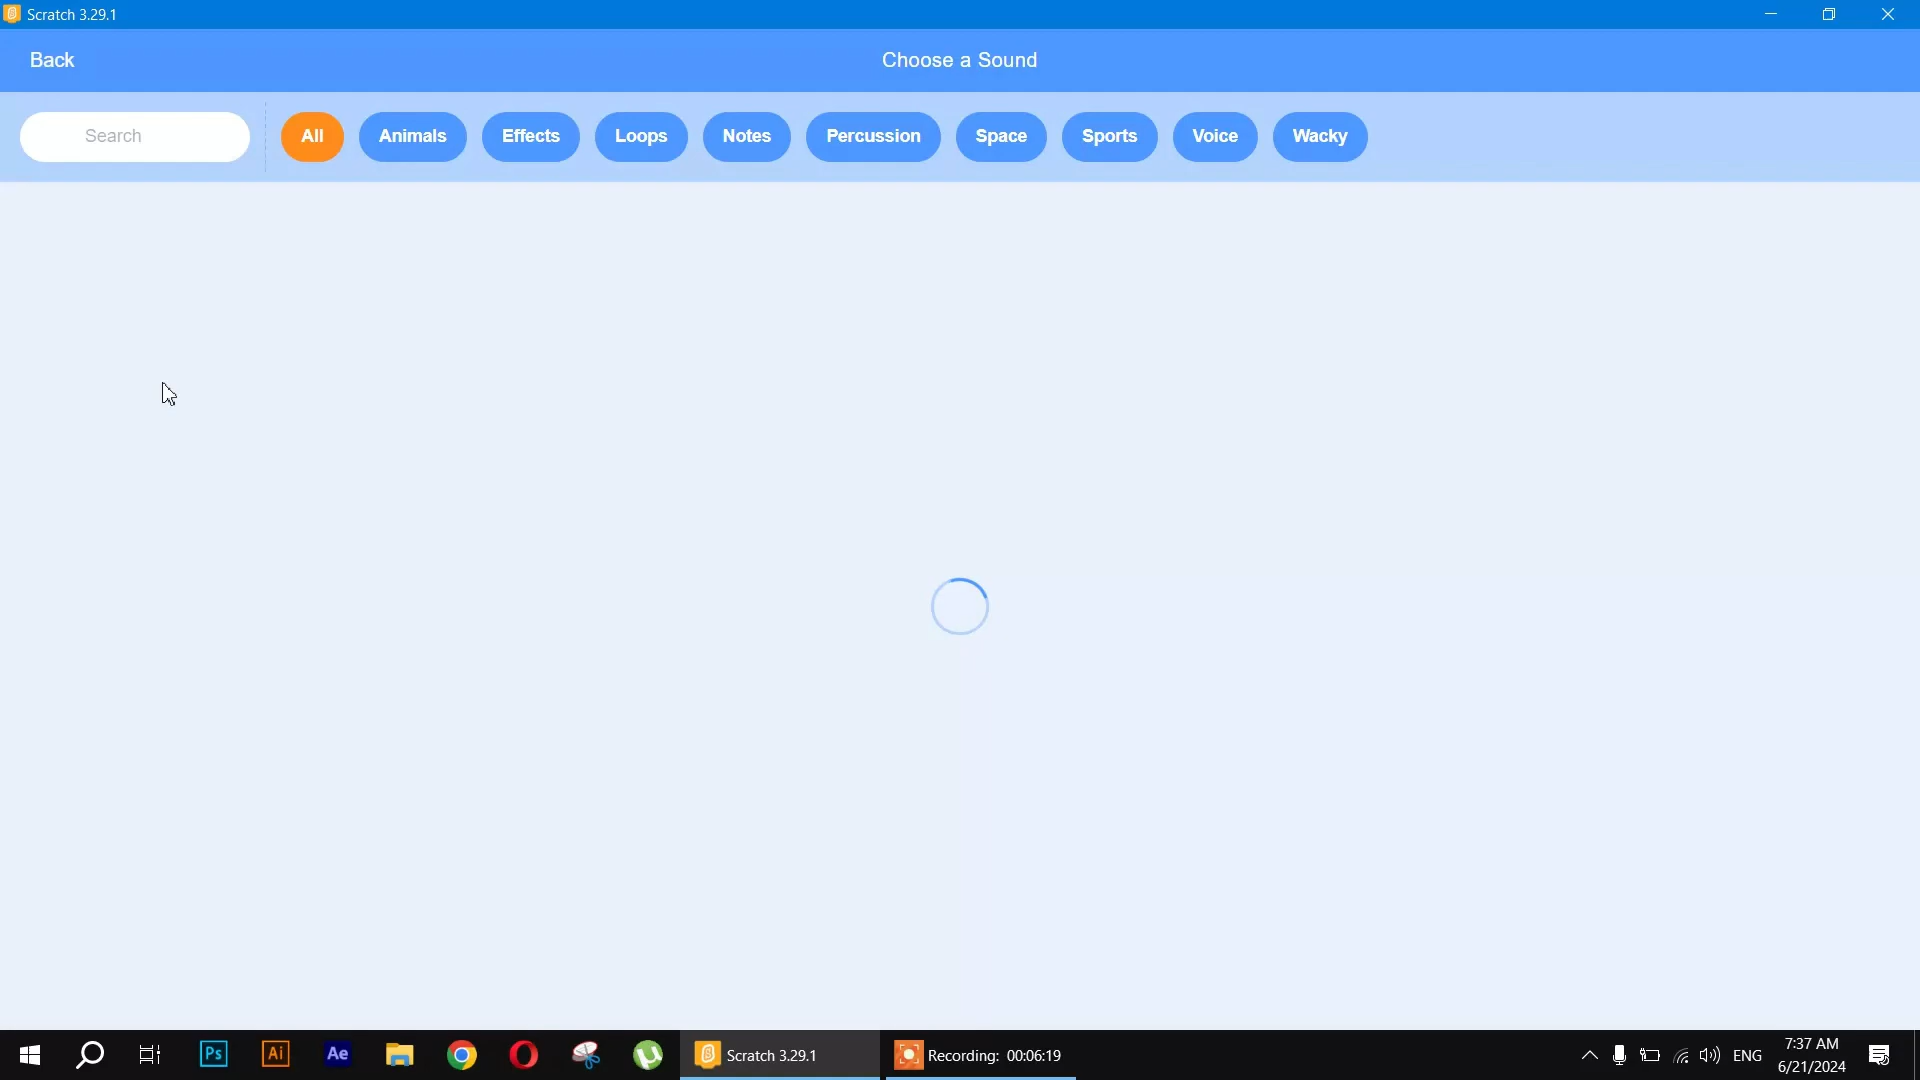 Scratch 3.29.1
Back
Choose a Sound
Search
All
Animals
Effects
Loops
Notes
Percussion
Space
Sports
Voice
Wacky
Ps
Ai
Ae
Scratch 3.29.1
Recording: 00:06:19
ENG
7:37 AM
6/21/2024